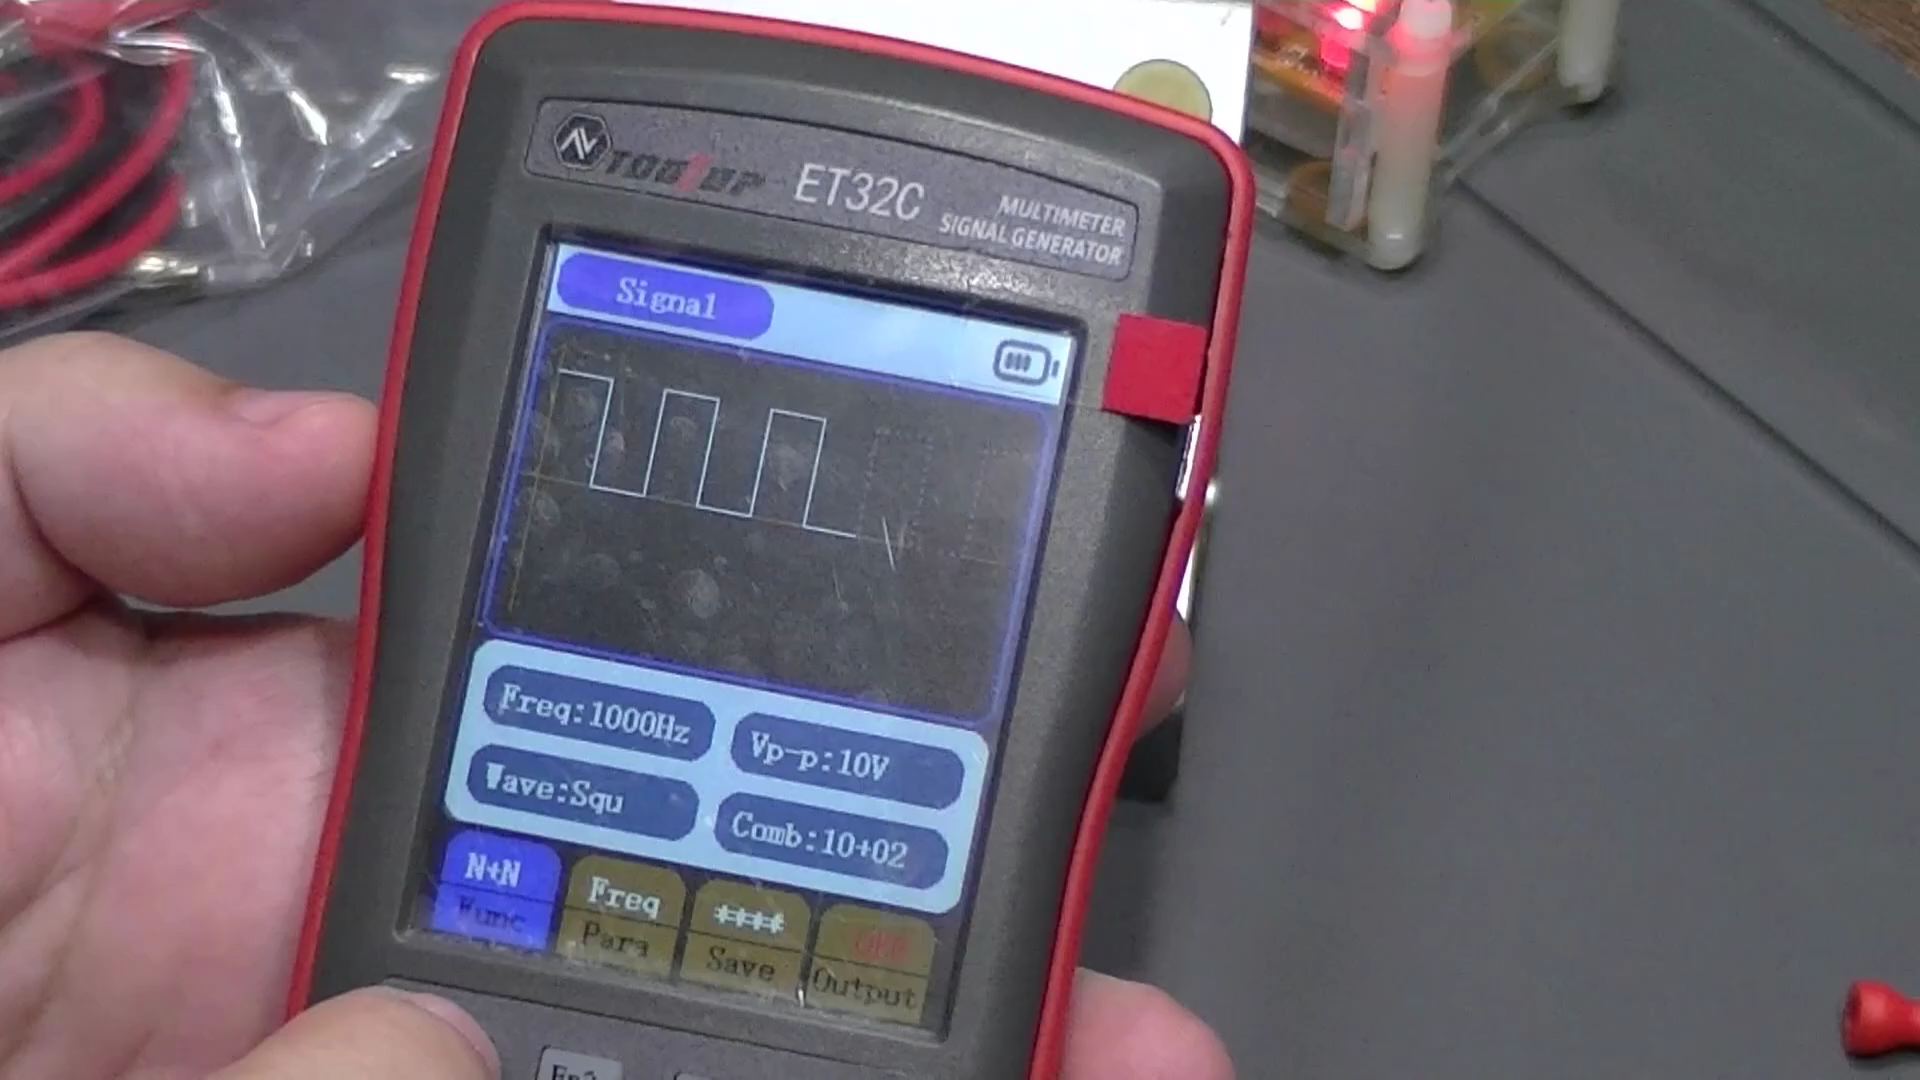 TOOLTOP
ET32C
MULTIMETER
SIGNAL GENERATOR
Signal
Freq:1000Hz
Vp-p:10V
Wave:Squ
Comb:10+02
N+N
Freq
****
OFF
Func
Para
Save
Output